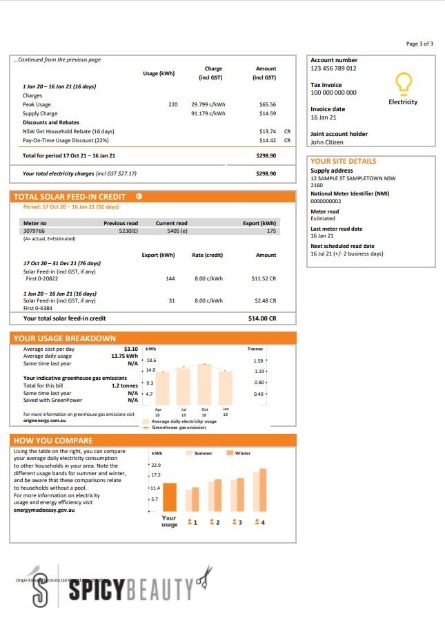 Page 3 of 3
...Continued from the previous page
Usage (kWh) Charge (incl GST) Amount (incl GST)
1 Jan 20 – 16 Jan 21 (16 days)
Charges
Peak Usage 220 29.799 c/kWh $65.56
Supply Charge 91.179 c/kWh $14.59
Discounts and Rebates
NSW Gvt Household Rebate (16 days) $13.74 CR
Pay-On-Time Usage Discount (22%) $14.42 CR
Total for period 17 Oct 21 – 16 Jan 21 $298.90
Your total electricity charges (incl GST $27.17) $298.90
Account number
123 456 789 012
Tax invoice
100 000 000 000
Electricity
Invoice date
16 Jan 21
Joint account holder
John Citizen
YOUR SITE DETAILS
Supply address
12 SAMPLE ST SAMPLETOWN NSW
2160
National Meter Identifier (NMI)
0000000002
Meter read
Estimated
Last meter read date
16 Jan 21
Next scheduled read date
16 Jul 21 (+/- 2 business days)
TOTAL SOLAR FEED-IN CREDIT
Period: 17 Oct 20 – 16 Jan 21 (92 days)
Meter no Previous read Current read Export (kWh)
3079766 5230(E) 5405 (e) 175
(A= actual, E=Estimated)
Export (kWh) Rate (credit) Amount
17 Oct 20 – 31 Dec 21 (76 days)
Solar Feed-in (incl GST, if any)
First 0-20822 144 8.00 c/kWh $11.52 CR
1 Jan 20 – 16 Jan 21 (16 days)
Solar Feed-in (incl GST, if any) 31 8.00 c/kWh $2.48 CR
First 0-4384
Your total solar feed-in credit $14.00 CR
YOUR USAGE BREAKDOWN
Average cost per day $3.10
Average daily usage 13.75 kWh
Same time last year N/A
Your indicative greenhouse gas emissions
Total for this bill 1.2 tonnes
Same time last year N/A
Saved with GreenPower N/A
For more information on greenhouse gas emissions visit
originenergy.com.au.
kWh Tonnes
18.6 1.59
14.0 1.19
9.3 0.80
4.7 0.40
Apr Jul Oct Jan
Average daily electricity usage
Greenhouse gas emission
HOW YOU COMPARE
Using the table on the right, you can compare
your average daily electricity consumption
to other households in your area. Note the
different usage bands for summer and winter,
and be aware that these comparisons relate
to households without a pool.
For more information on electricity
usage and energy efficiency visit
energymadeeasy.gov.au
kWh Summer Winter
22.9
17.2
11.4
5.7
Your usage 1 2 3 4
SPICYBEAUTY